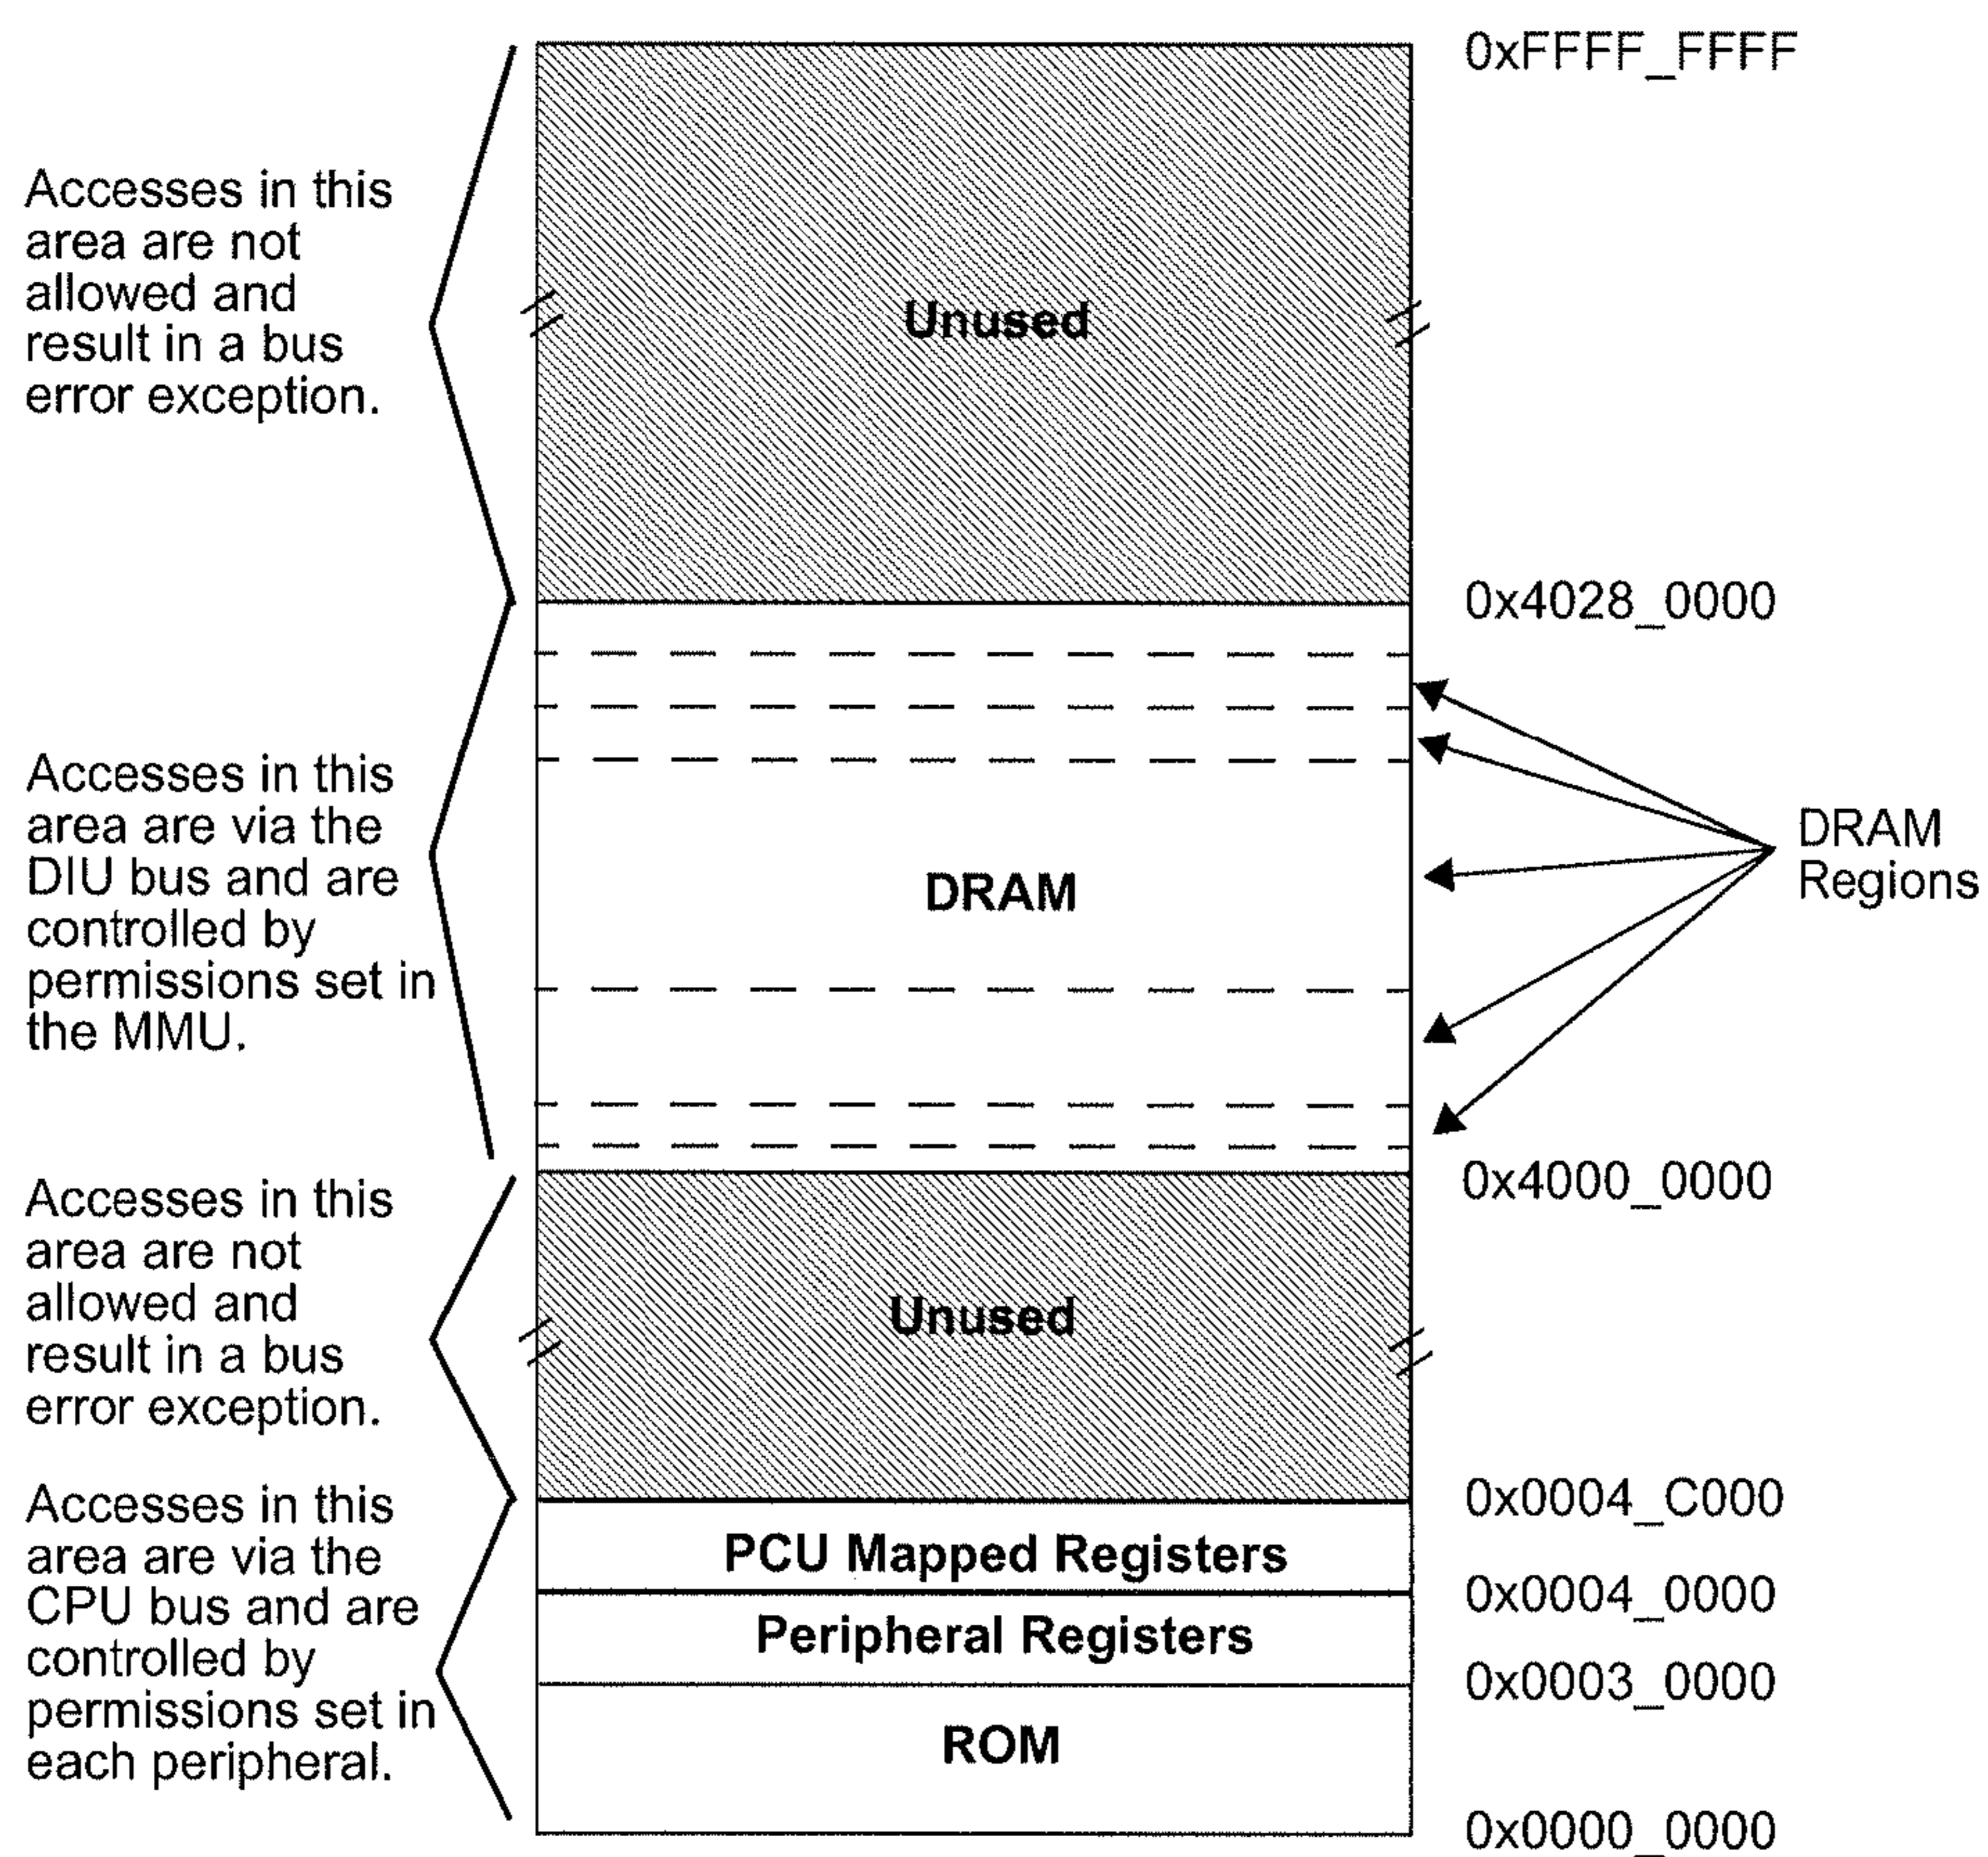 0xFFFF_FFFF
Accesses in this
area are not
allowed and
result in a bus
error exception.
Unused
0x4028_0000
Accesses in this
area are via the
DIU bus and are
controlled by
permissions set in
the MMU.
DRAM
DRAM
Regions
0x4000_0000
Accesses in this
area are not
allowed and
result in a bus
error exception.
Unused
0x0004_C000
Accesses in this
area are via the
CPU bus and are
controlled by
permissions set in
each peripheral.
PCU Mapped Registers
0x0004_0000
Peripheral Registers
0x0003_0000
ROM
0x0000_0000